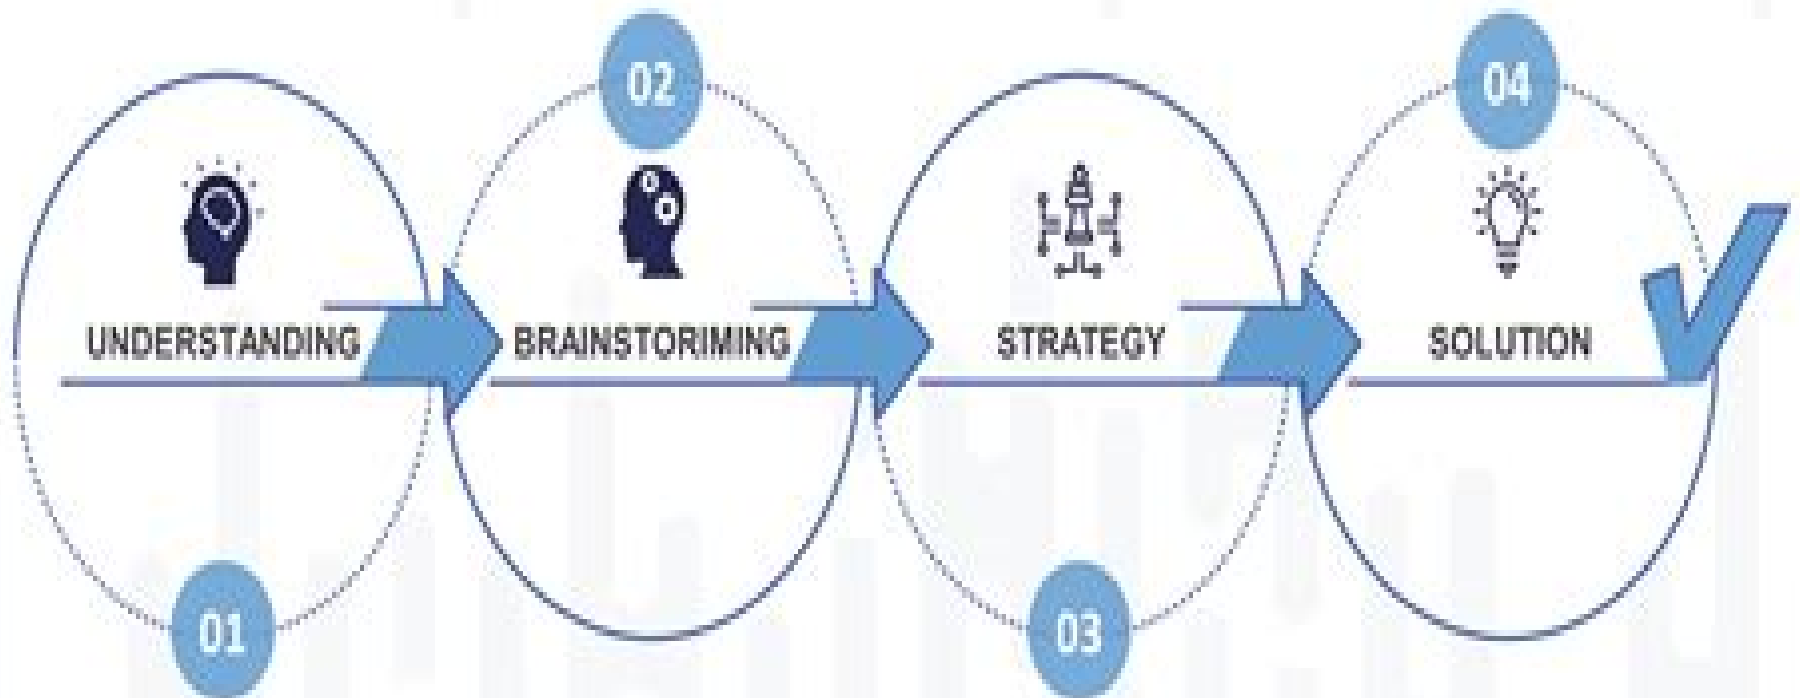 02
04
UNDERSTANDING
BRAINSTORIMING
STRATEGY
SOLUTION
01
03